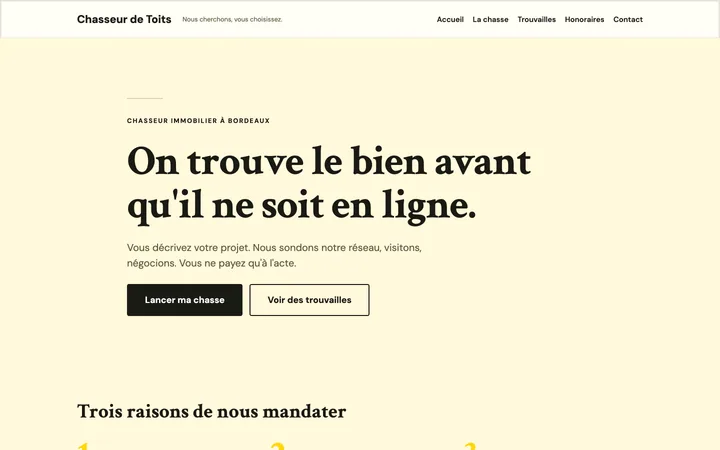 Chasseur de Toits
Nous cherchons, vous choisissez.
Accueil La chasse Trouvailles Honoraires Contact
CHASSEUR IMMOBILIER À BORDEAUX
On trouve le bien avant
qu'il ne soit en ligne.
Vous décrivez votre projet. Nous sondons notre réseau, visitons,
négocions. Vous ne payez qu'à l'acte.
Lancer ma chasse Voir des trouvailles
Trois raisons de nous mandater